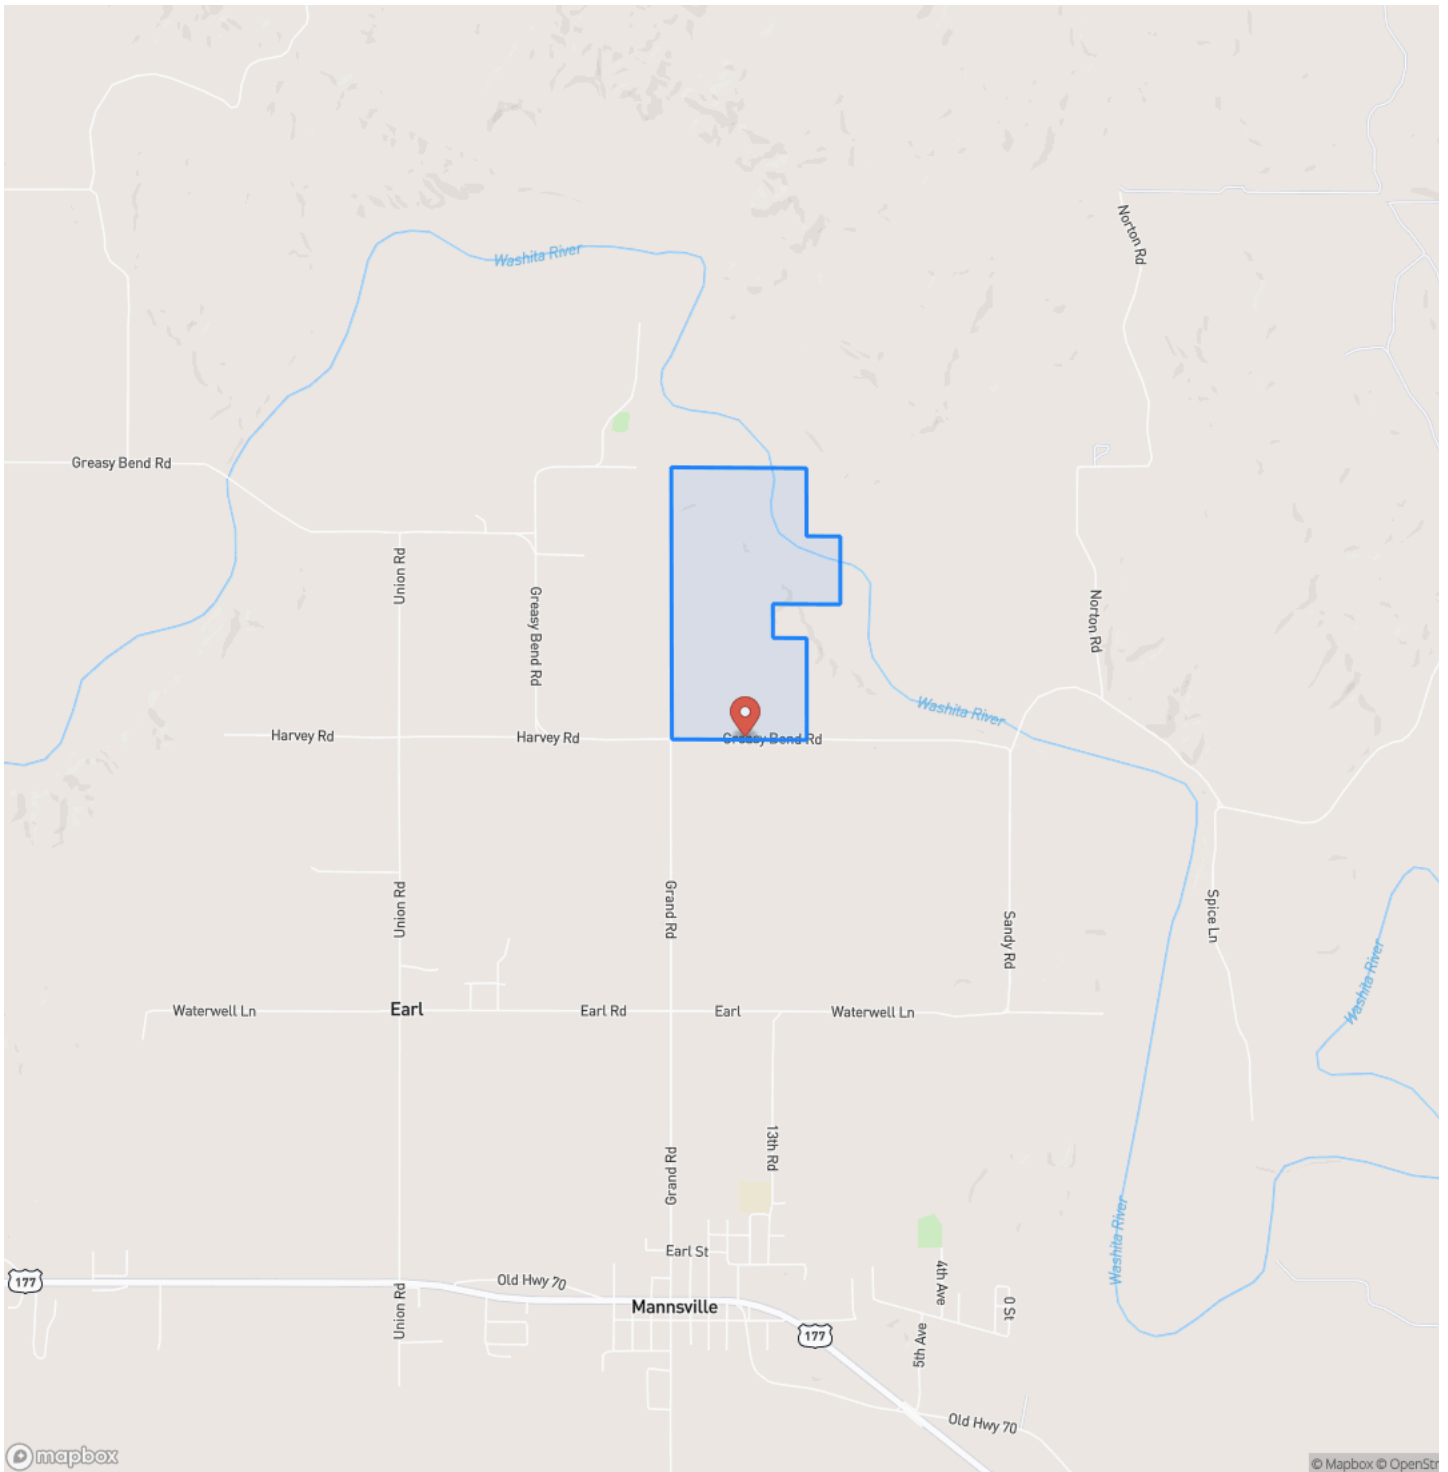 Norton Rd
Washita River
Greasy Bend Rd
Union Rd
Greasy Bend Rd
Norton Rd
Washita River
Harvey Rd
Harvey Rd
Greasy Bend Rd
Union Rd
Grand Rd
Spice Ln
Sandy Rd
Washita River
Waterwell Ln
Earl
Earl Rd
Earl
Waterwell Ln
13th Rd
Grand Rd
Washita River
Earl St
177
Old Hwy 70
4th Ave
Union Rd
Mannsville
O St
177
5th Ave
Old Hwy 70
mapbox
© Mapbox © OpenStr